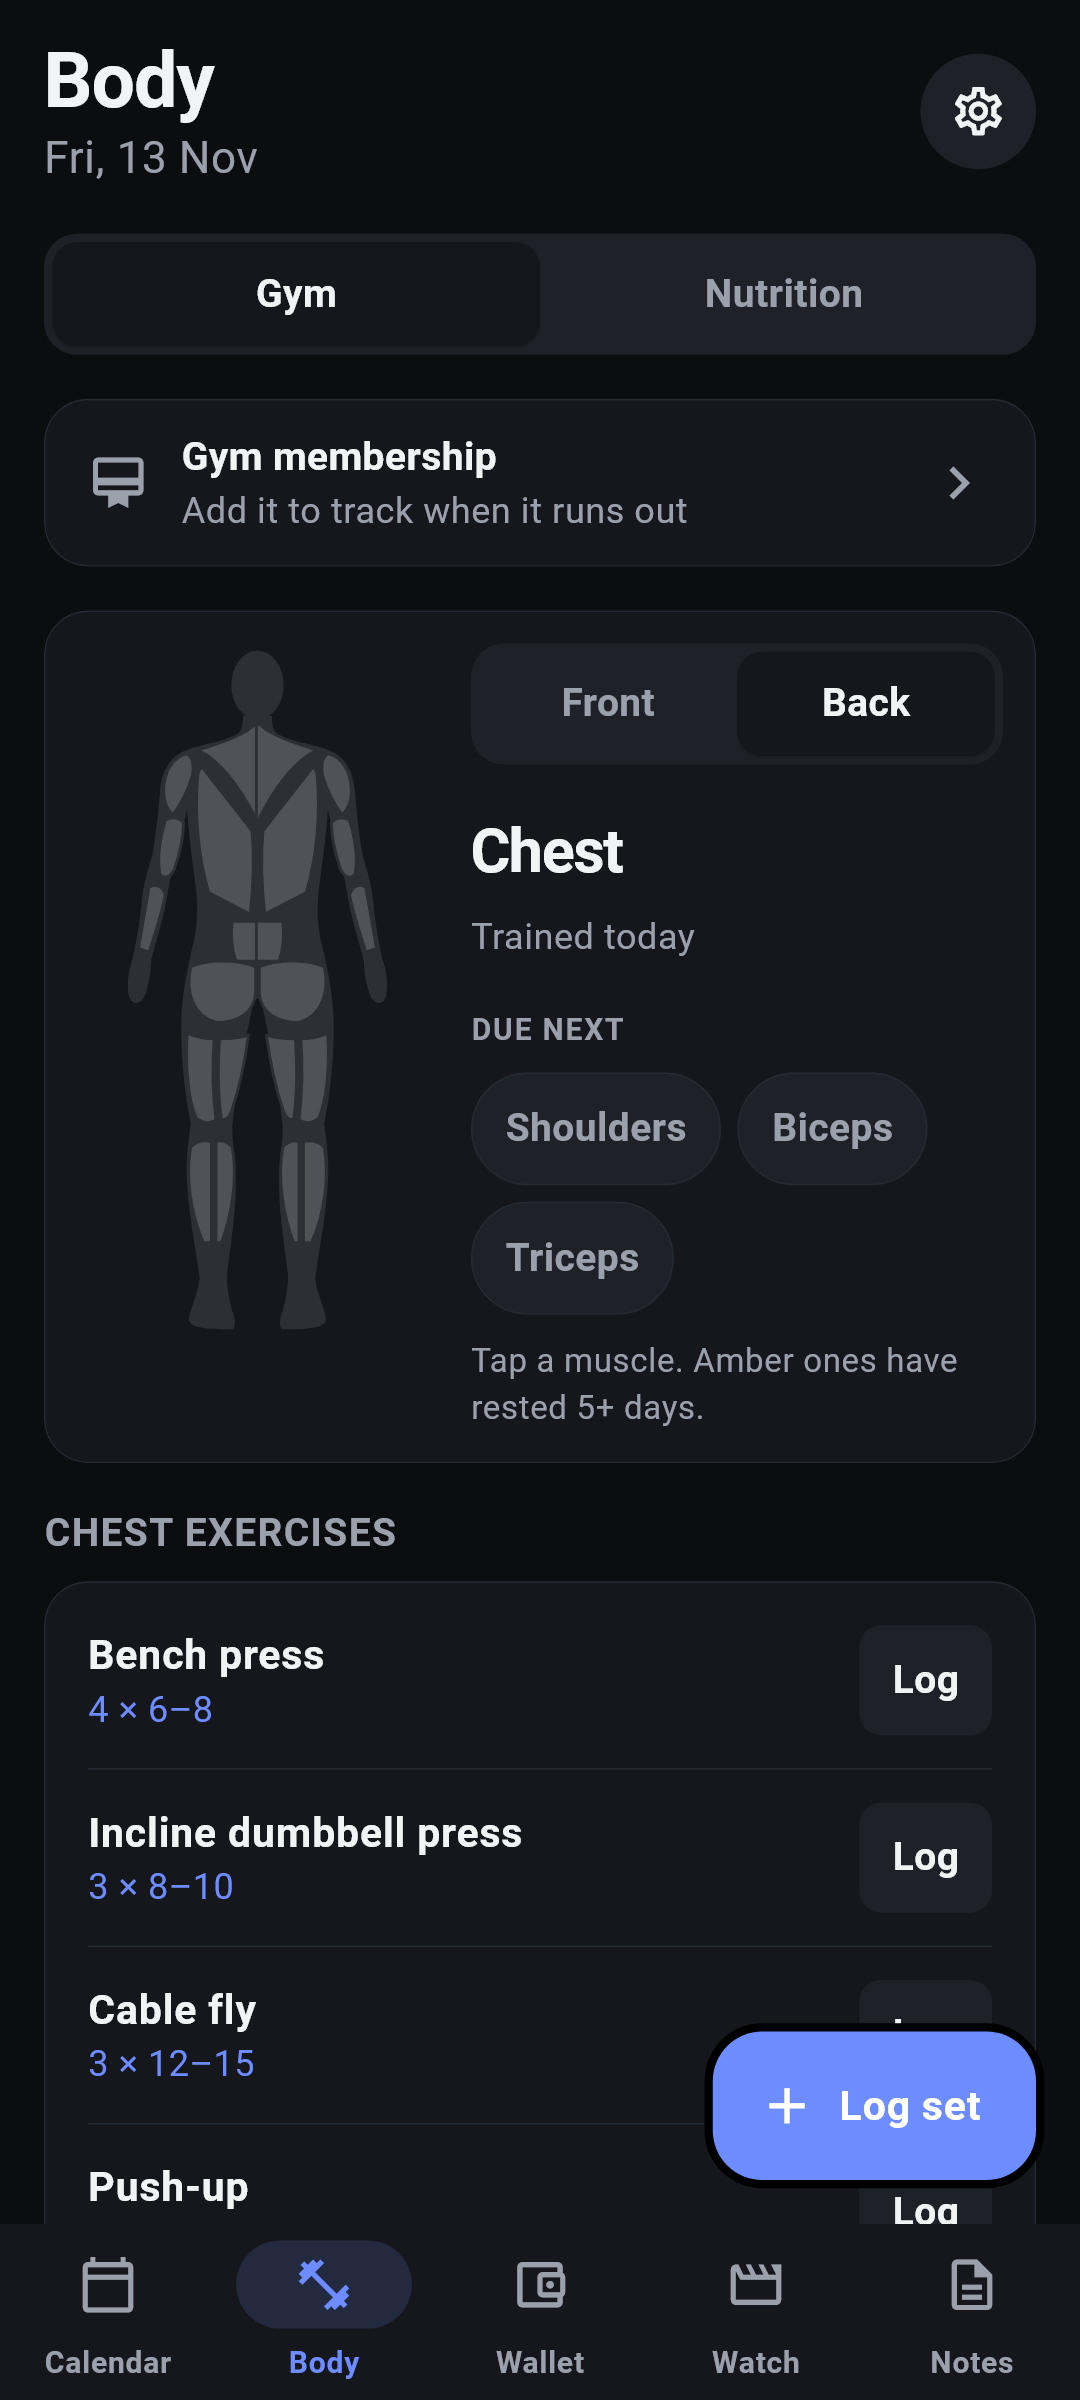 Body
Fri, 13 Nov
Gym
Nutrition
Gym membership
Add it to track when it runs out
Front
Back
Chest
Trained today
DUE NEXT
Shoulders
Biceps
Triceps
Tap a muscle. Amber ones have
rested 5+ days.
CHEST EXERCISES
Bench press
4 × 6–8
Log
Incline dumbbell press
3 × 8–10
Log
Cable fly
3 × 12–15
Log set
Push-up
Log
Calendar
Body
Wallet
Watch
Notes